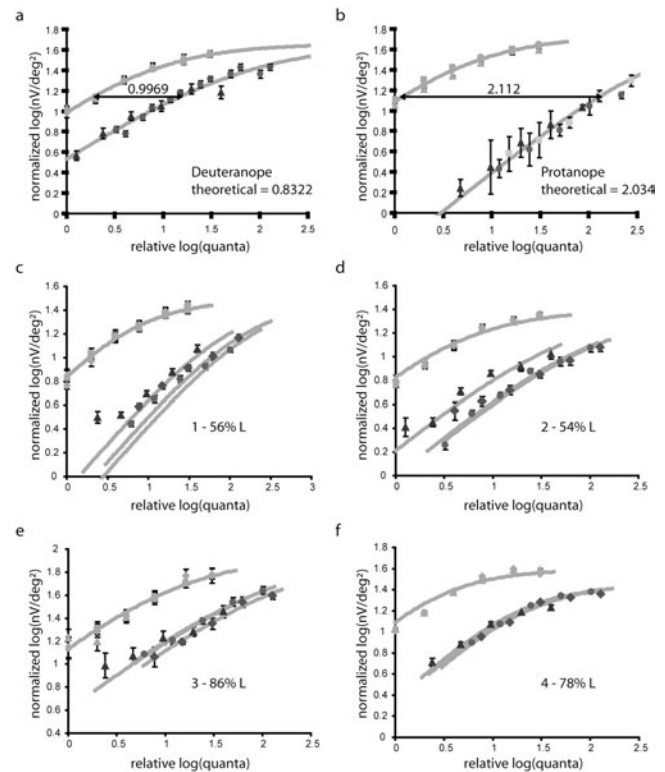 a
normalized log(nV/deg²)
1.8
1.6
1.4
1.2
1.0
0.8
0.6
0.4
0.2
0
0.9969
Deuteranope
theoretical = 0.8322
0 0.5 1.0 1.5 2.0 2.5
relative log(quanta)
b
normalized log(nV/deg²)
1.8
1.6
1.4
1.2
1.0
0.8
0.6
0.4
0.2
0
2.112
Protanope
theoretical = 2.034
0 0.5 1.0 1.5 2.0 2.5
relative log(quanta)
c
normalized log(nV/deg²)
1.6
1.4
1.2
1.0
0.8
0.6
0.4
0.2
0
1 - 56% L
0 0.5 1 1.5 2 2.5 3
relative log(quanta)
d
normalized log(nV/deg²)
1.6
1.4
1.2
1.0
0.8
0.6
0.4
0.2
0
2 - 54% L
0 0.5 1 1.5 2 2.5
relative log(quanta)
e
normalized log(nV/deg²)
2
1.8
1.6
1.4
1.2
1
0.8
0.6
0.4
3 - 86% L
0 0.5 1 1.5 2 2.5
relative log(quanta)
f
normalized log(nV/deg²)
1.8
1.6
1.4
1.2
1.0
0.8
0.6
0.4
0.2
0
4 - 78% L
0 0.5 1 1.5 2 2.5
relative log(quanta)